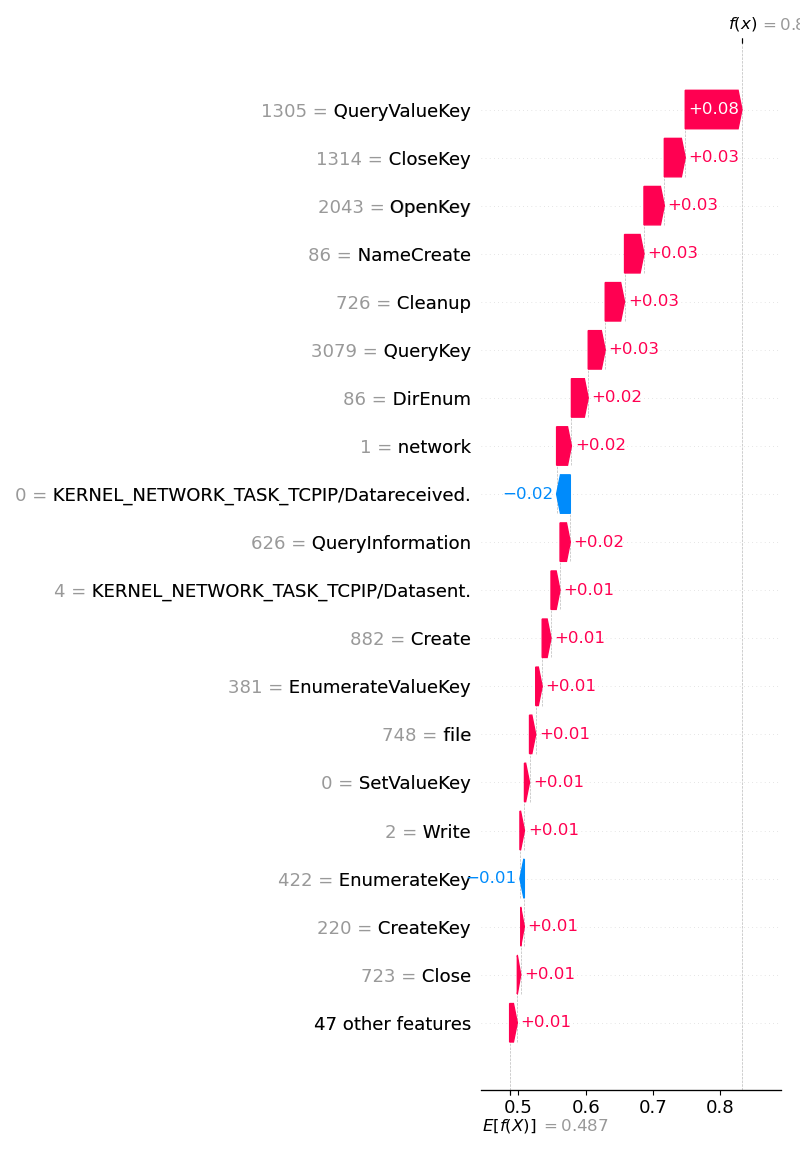 f(x) = 0.8
1305 = QueryValueKey +0.08
1314 = CloseKey +0.03
2043 = OpenKey +0.03
86 = NameCreate +0.03
726 = Cleanup +0.03
3079 = QueryKey +0.03
86 = DirEnum +0.02
1 = network +0.02
0 = KERNEL_NETWORK_TASK_TCPIP/Datareceived. −0.02
626 = QueryInformation +0.02
4 = KERNEL_NETWORK_TASK_TCPIP/Datasent. +0.01
882 = Create +0.01
381 = EnumerateValueKey +0.01
748 = file +0.01
0 = SetValueKey +0.01
2 = Write +0.01
422 = EnumerateKey −0.01
220 = CreateKey +0.01
723 = Close +0.01
47 other features +0.01
0.5 0.6 0.7 0.8
E[f(X)] = 0.487